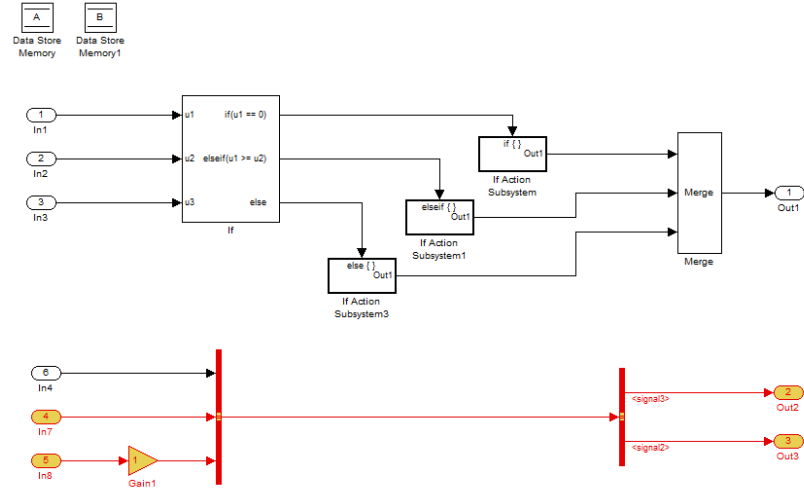 A
B
Data Store
Memory
Data Store
Memory1
1
In1
2
In2
3
In3
u1
if(u1 == 0)
u2
elseif(u1 >= u2)
u3
else
If
if { }
Out1
If Action
Subsystem
elseif { }
Out1
If Action
Subsystem1
else { }
Out1
If Action
Subsystem3
Merge
Merge
1
Out1
6
In4
4
In7
5
In8
1
Gain1
<signal3>
2
Out2
<signal2>
3
Out3